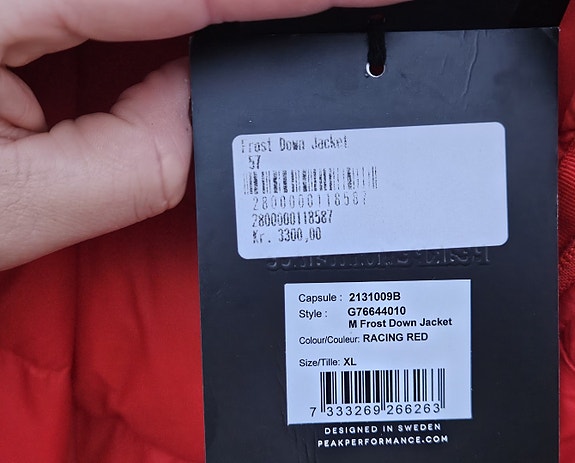 Frost Down Jacket
57
2800000118587
2800000118587
Kr. 3300,00
Capsule : 2131009B
Style : G76644010
M Frost Down Jacket
Colour/Couleur: RACING RED
Size/Tille: XL
7 333269 266263
DESIGNED IN SWEDEN
PEAKPERFORMANCE.COM